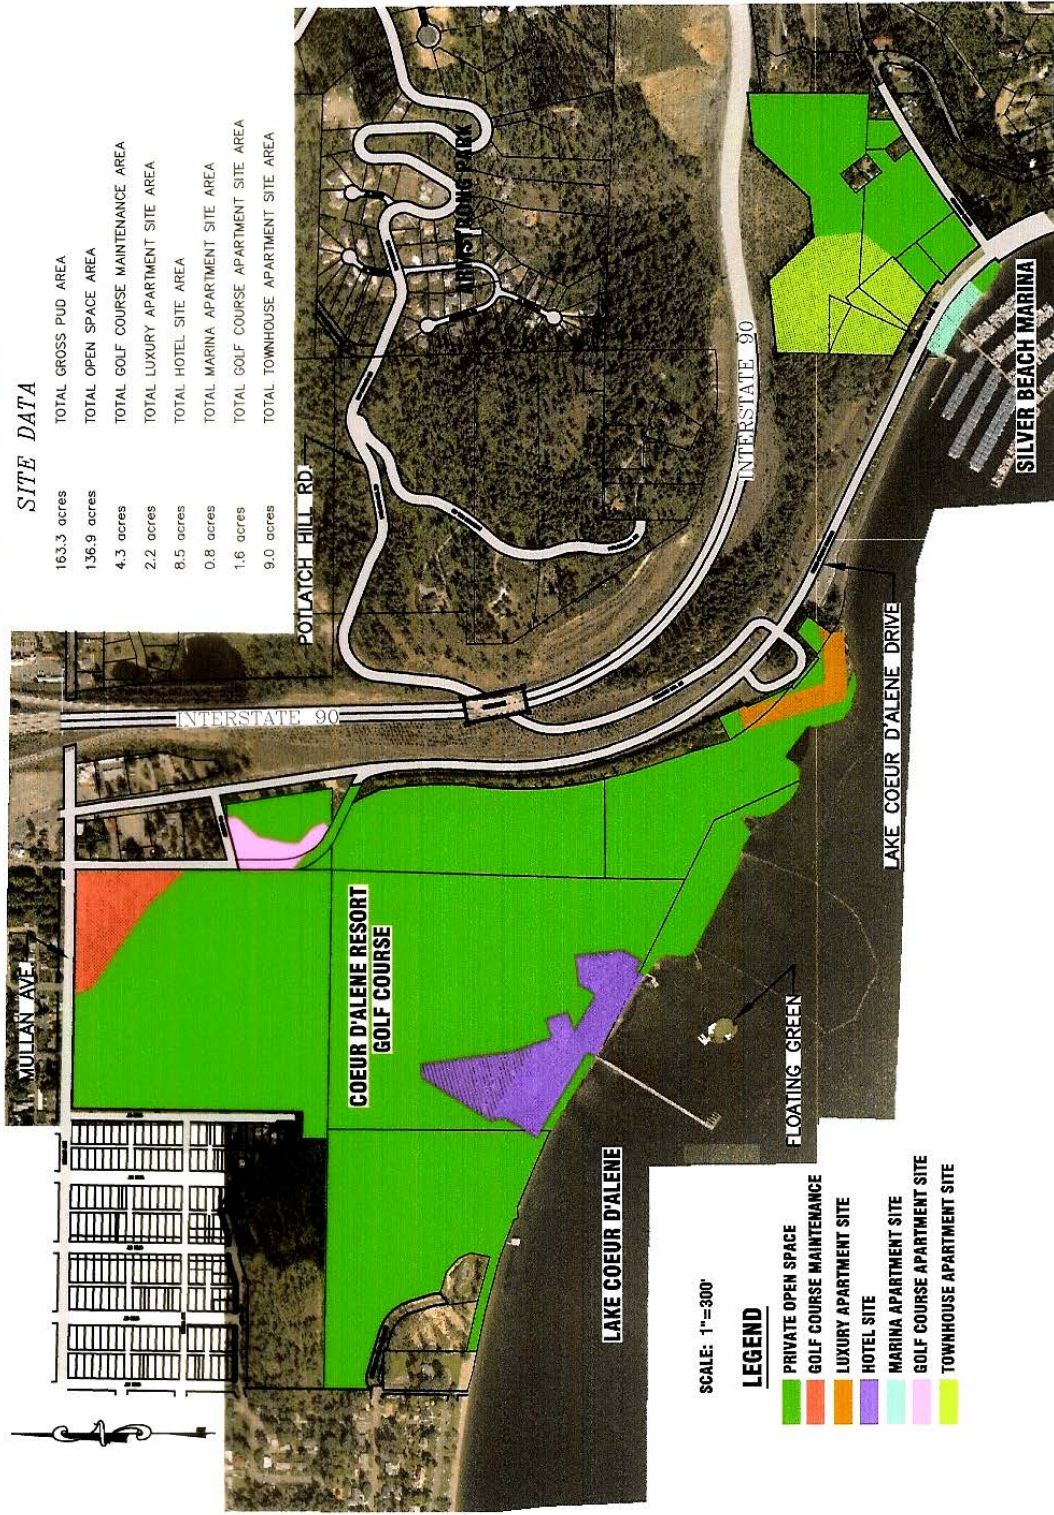 SITE DATA
163.3 acres TOTAL GROSS PUD AREA
136.9 acres TOTAL OPEN SPACE AREA
4.3 acres TOTAL GOLF COURSE MAINTENANCE AREA
2.2 acres TOTAL LUXURY APARTMENT SITE AREA
8.5 acres TOTAL HOTEL SITE AREA
0.8 acres TOTAL MARINA APARTMENT SITE AREA
1.6 acres TOTAL GOLF COURSE APARTMENT SITE AREA
9.0 acres TOTAL TOWNHOUSE APARTMENT SITE AREA
MULLAN AVE.
INTERSTATE 90
POTLATCH HILL RD.
ARMSTRONG PARK
COEUR D'ALENE RESORT
GOLF COURSE
INTERSTATE 90
LAKE COEUR D'ALENE
FLOATING GREEN
LAKE COEUR D'ALENE DRIVE
SILVER BEACH MARINA
SCALE: 1"=300'
LEGEND
PRIVATE OPEN SPACE
GOLF COURSE MAINTENANCE
LUXURY APARTMENT SITE
HOTEL SITE
MARINA APARTMENT SITE
GOLF COURSE APARTMENT SITE
TOWNHOUSE APARTMENT SITE